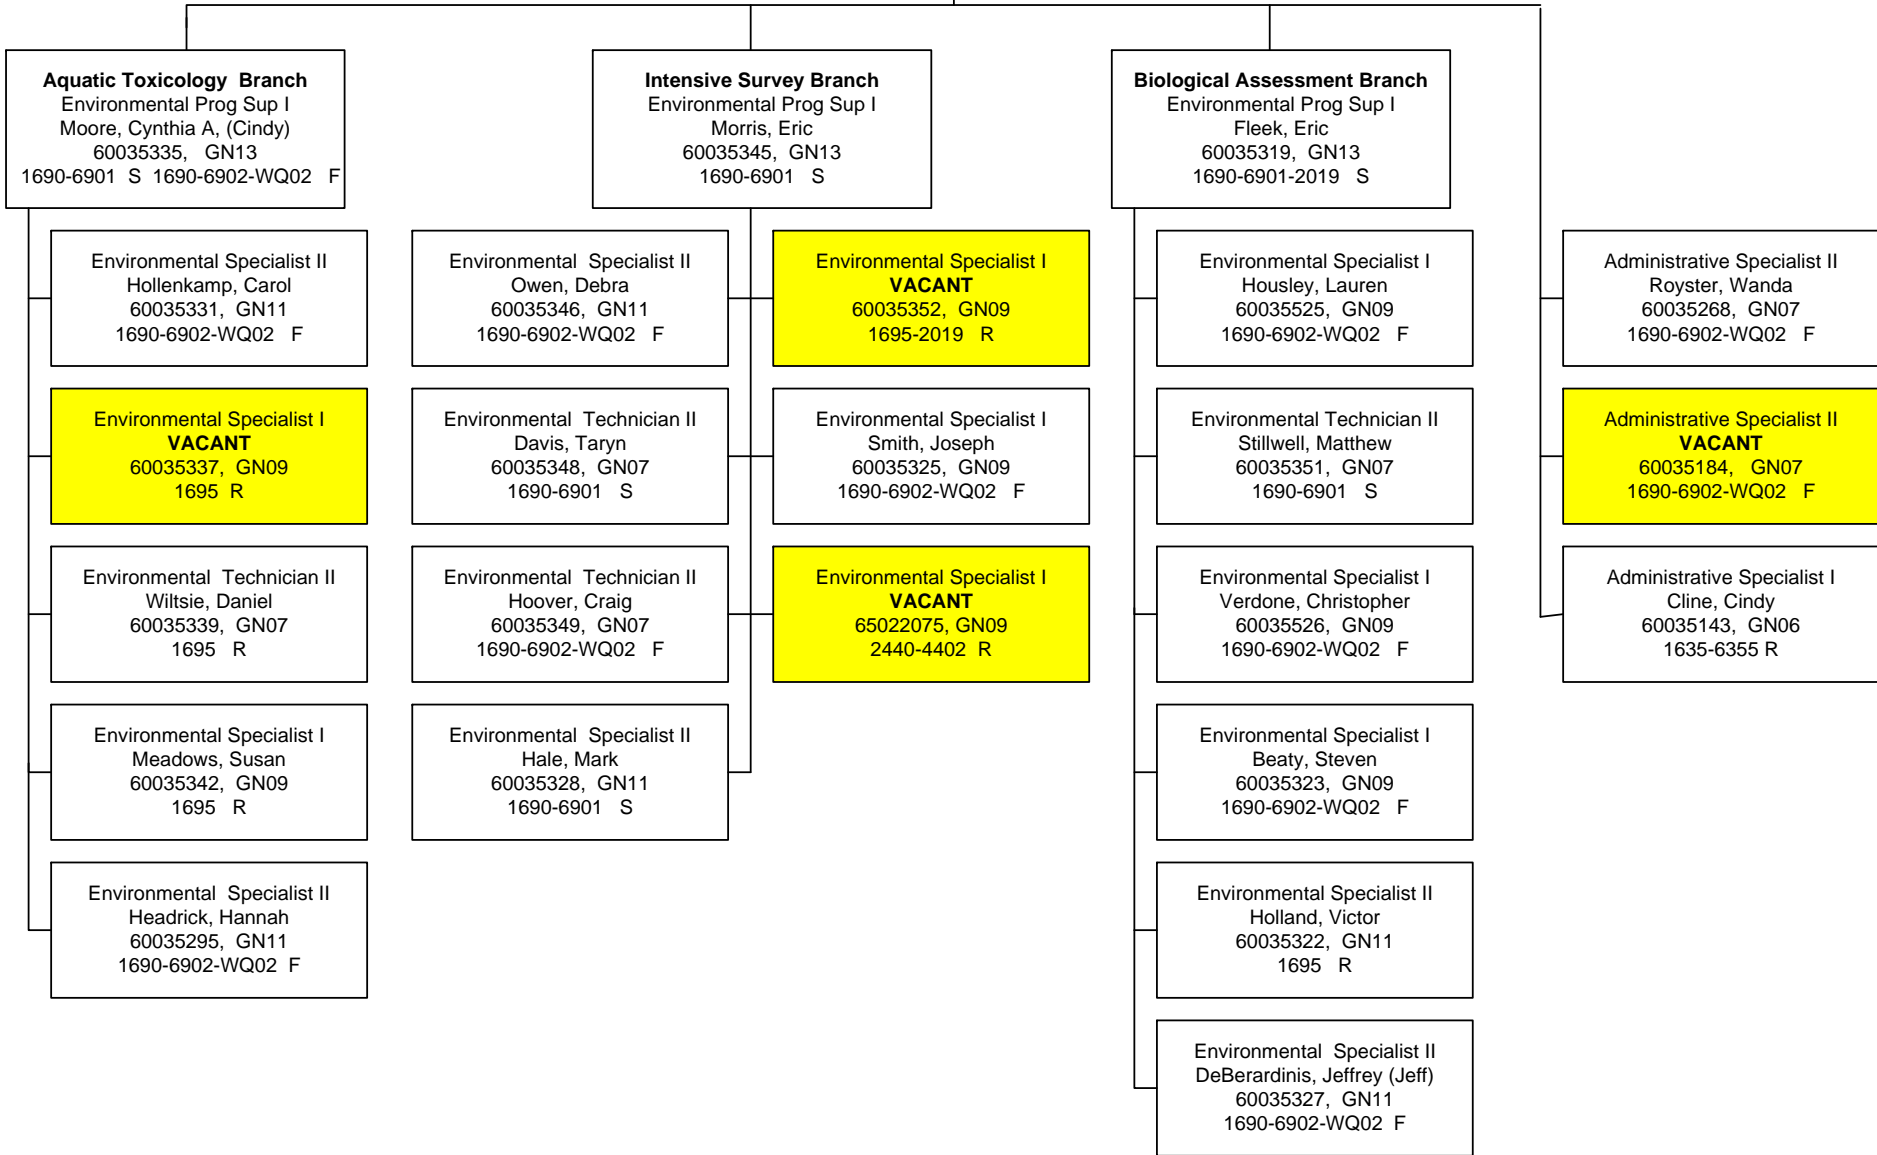 Aquatic Toxicology Branch
Environmental Prog Sup I
Moore, Cynthia A, (Cindy)
60035335, GN13
1690-6901 S 1690-6902-WQ02 F
Intensive Survey Branch
Environmental Prog Sup I
Morris, Eric
60035345, GN13
1690-6901 S
Biological Assessment Branch
Environmental Prog Sup I
Fleek, Eric
60035319, GN13
1690-6901-2019 S
Environmental Specialist II
Hollenkamp, Carol
60035331, GN11
1690-6902-WQ02 F
Environmental Specialist I
VACANT
60035337, GN09
1695 R
Environmental Technician II
Wiltsie, Daniel
60035339, GN07
1695 R
Environmental Specialist I
Meadows, Susan
60035342, GN09
1695 R
Environmental Specialist II
Headrick, Hannah
60035295, GN11
1690-6902-WQ02 F
Environmental Specialist II
Owen, Debra
60035346, GN11
1690-6902-WQ02 F
Environmental Technician II
Davis, Taryn
60035348, GN07
1690-6901 S
Environmental Technician II
Hoover, Craig
60035349, GN07
1690-6902-WQ02 F
Environmental Specialist II
Hale, Mark
60035328, GN11
1690-6901 S
Environmental Specialist I
VACANT
60035352, GN09
1695-2019 R
Environmental Specialist I
Smith, Joseph
60035325, GN09
1690-6902-WQ02 F
Environmental Specialist I
VACANT
65022075, GN09
2440-4402 R
Environmental Specialist I
Housley, Lauren
60035525, GN09
1690-6902-WQ02 F
Environmental Technician II
Stillwell, Matthew
60035351, GN07
1690-6901 S
Environmental Specialist I
Verdone, Christopher
60035526, GN09
1690-6902-WQ02 F
Environmental Specialist I
Beaty, Steven
60035323, GN09
1690-6902-WQ02 F
Environmental Specialist II
Holland, Victor
60035322, GN11
1695 R
Environmental Specialist II
DeBerardinis, Jeffrey (Jeff)
60035327, GN11
1690-6902-WQ02 F
Administrative Specialist II
Royster, Wanda
60035268, GN07
1690-6902-WQ02 F
Administrative Specialist II
VACANT
60035184, GN07
1690-6902-WQ02 F
Administrative Specialist I
Cline, Cindy
60035143, GN06
1635-6355 R